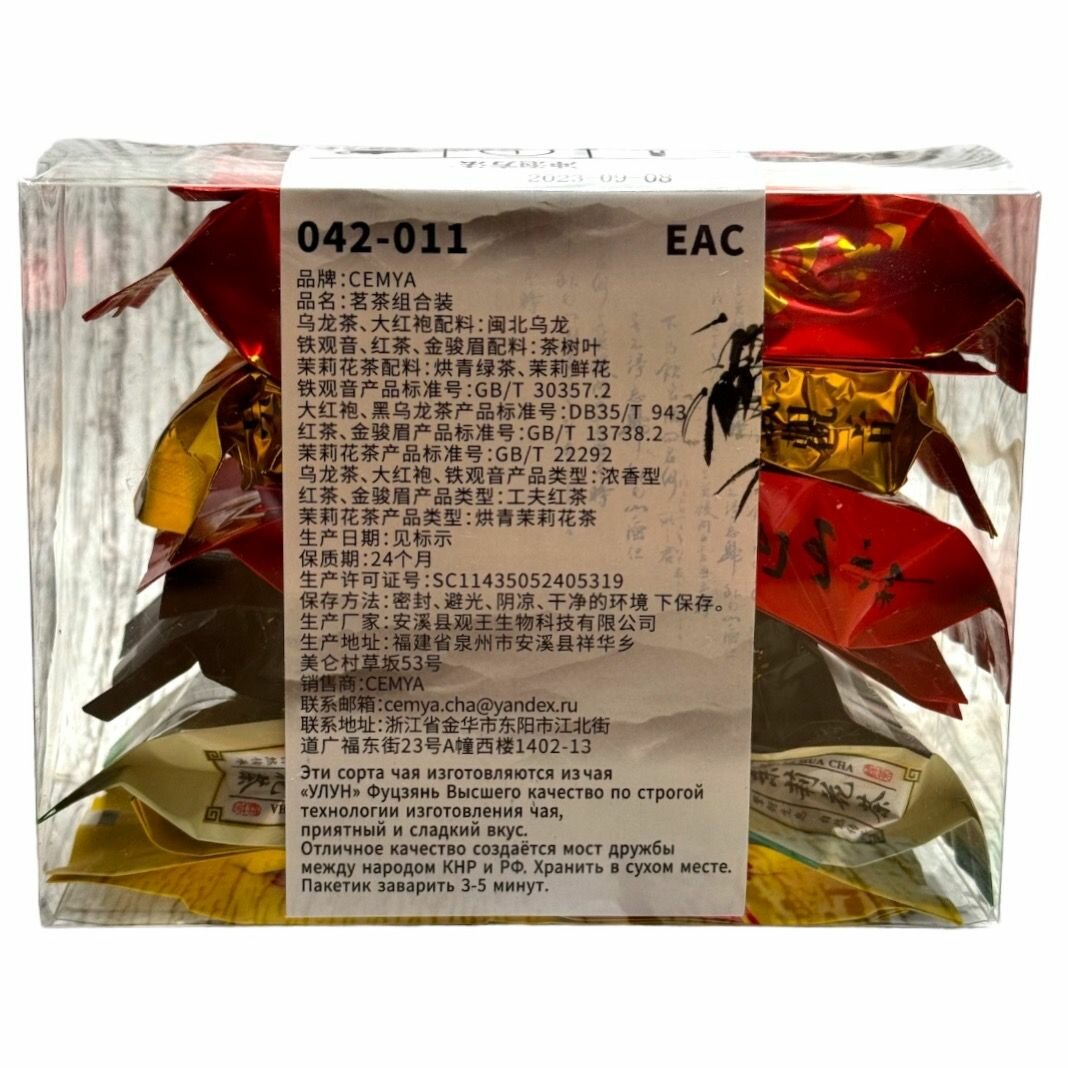 冲泡方法
2023-09-08
042-011
EAC
品牌:CEMYA
品名:茗茶组合装
乌龙茶、大红袍配料:闽北乌龙
铁观音、红茶、金骏眉配料:茶树叶
茉莉花茶配料:烘青绿茶、茉莉鲜花
铁观音产品标准号:GB/T 30357.2
大红袍、黑乌龙茶产品标准号:DB35/T 943
红茶、金骏眉产品标准号:GB/T 13738.2
茉莉花茶产品标准号:GB/T 22292
乌龙茶、大红袍、铁观音产品类型:浓香型
红茶、金骏眉产品类型:工夫红茶
茉莉花茶产品类型:烘青茉莉花茶
生产日期:见标示
保质期:24个月
生产许可证号:SC11435052405319
保存方法:密封、避光、阴凉、干净的环境 下保存。
生产厂家:安溪县观王生物科技有限公司
生产地址:福建省泉州市安溪县祥华乡
美仑村草坂53号
销售商:CEMYA
联系邮箱:cemya.cha@yandex.ru
联系地址:浙江省金华市东阳市江北街
道广福东街23号A幢西楼1402-13
Эти сорта чая изготовляются из чая
«УЛУН» Фуцзянь Высшего качество по строгой
технологии изготовления чая,
приятный и сладкий вкус.
Отличное качество создаётся мост дружбы
между народом КНР и РФ. Хранить в сухом месте.
Пакетик заварить 3-5 минут.
HUA CHA